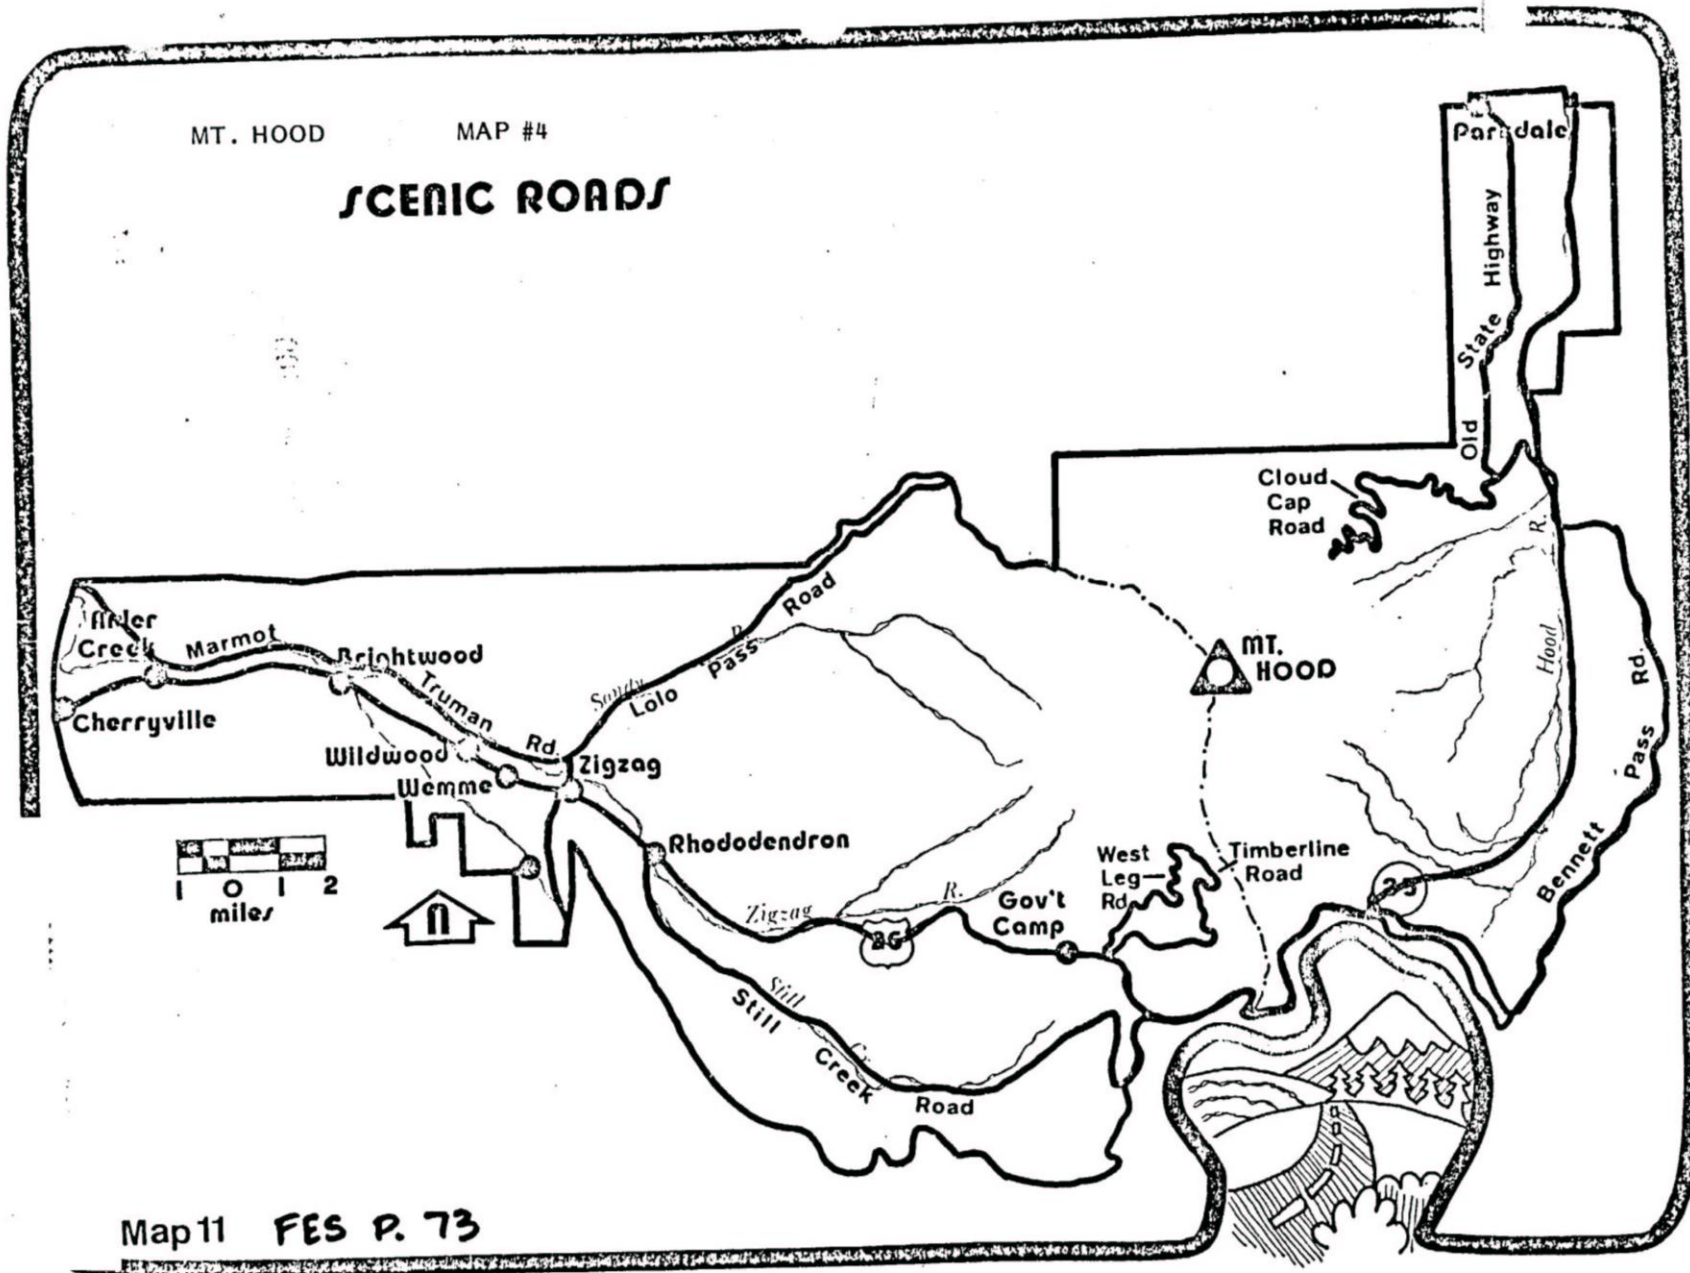 MT. HOOD MAP #4
SCENIC ROADS
Parkdale
Old State Highway
Cloud
Cap
Road
R.
Hood
Bennett Pass Rd.
MT.
HOOD
Creek
Marmot
Brightwood
Cherryville
Truman Rd.
Wildwood
Wemme
Zigzag
Sandy R.
Lolo Pass Road
Rhododendron
Zigzag R.
26
Gov't
Camp
West
Leg
Rd.
Timberline
Road
35
Still Cr.
Still Creek Road
1 0 1 2
miles
n
Map 11 FES P. 73